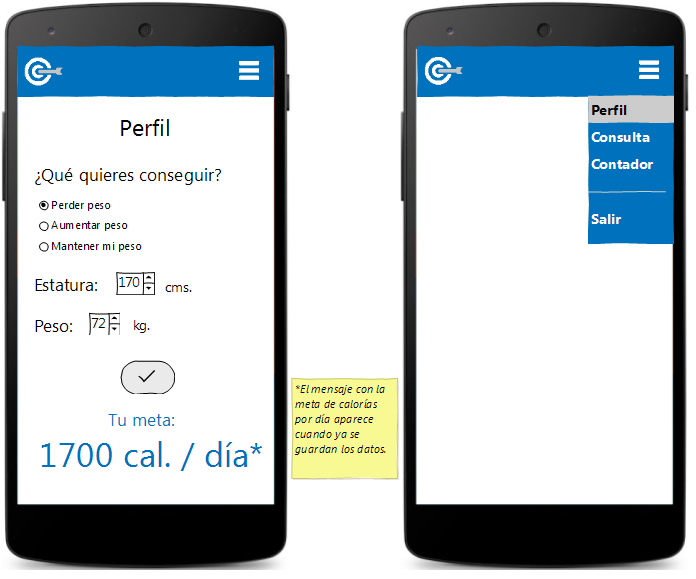 Perfil
¿Qué quieres conseguir?
Perder peso
Aumentar peso
Mantener mi peso
Estatura: 170 cms.
Peso: 72 kg.
Tu meta:
1700 cal. / día*
*El mensaje con la
meta de calorías
por día aparece
cuando ya se
guardan los datos.
Perfil
Consulta
Contador
Salir